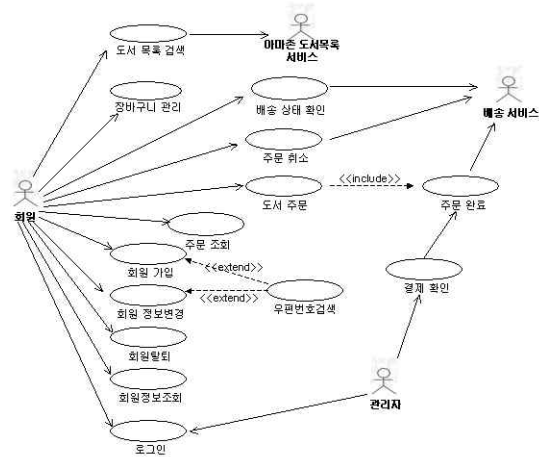 도서 목록 검색
아마존 도서목록
서비스
장바구니 관리
배송 상태 확인
배송 서비스
주문 취소
<<include>>
회원
도서 주문
주문 완료
주문 조회
<<extend>>
회원 가입
결제 확인
<<extend>>
회원 정보변경
우편번호검색
회원탈퇴
회원정보조회
관리자
로그인